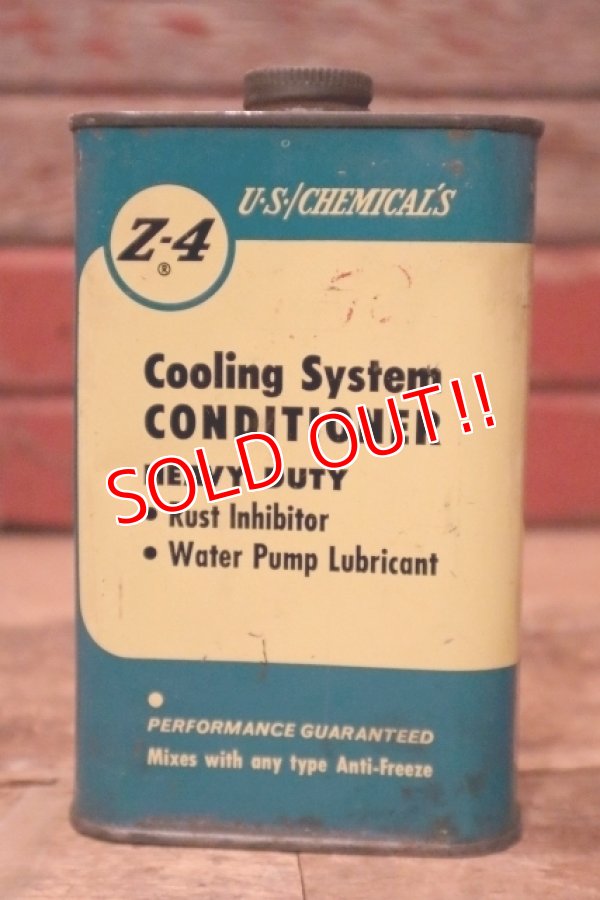 U·S·/CHEMICAL'S
Z-4
®
Cooling System
CONDITIONER
HEAVY DUTY
• Rust Inhibitor
• Water Pump Lubricant
SOLD OUT!!
PERFORMANCE GUARANTEED
Mixes with any type Anti-Freeze